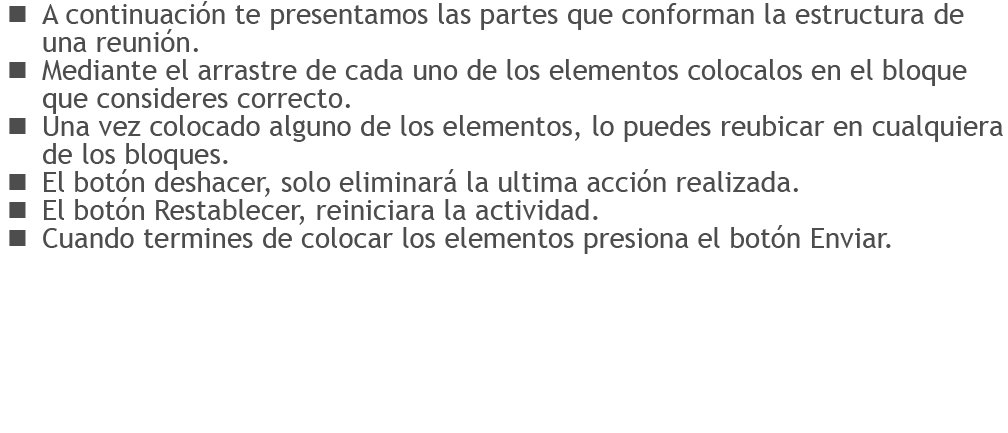 ■ A continuación te presentamos las partes que conforman la estructura de
una reunión.
■ Mediante el arrastre de cada uno de los elementos colocalos en el bloque
que consideres correcto.
■ Una vez colocado alguno de los elementos, lo puedes reubicar en cualquiera
de los bloques.
■ El botón deshacer, solo eliminará la ultima acción realizada.
■ El botón Restablecer, reiniciara la actividad.
■ Cuando termines de colocar los elementos presiona el botón Enviar.